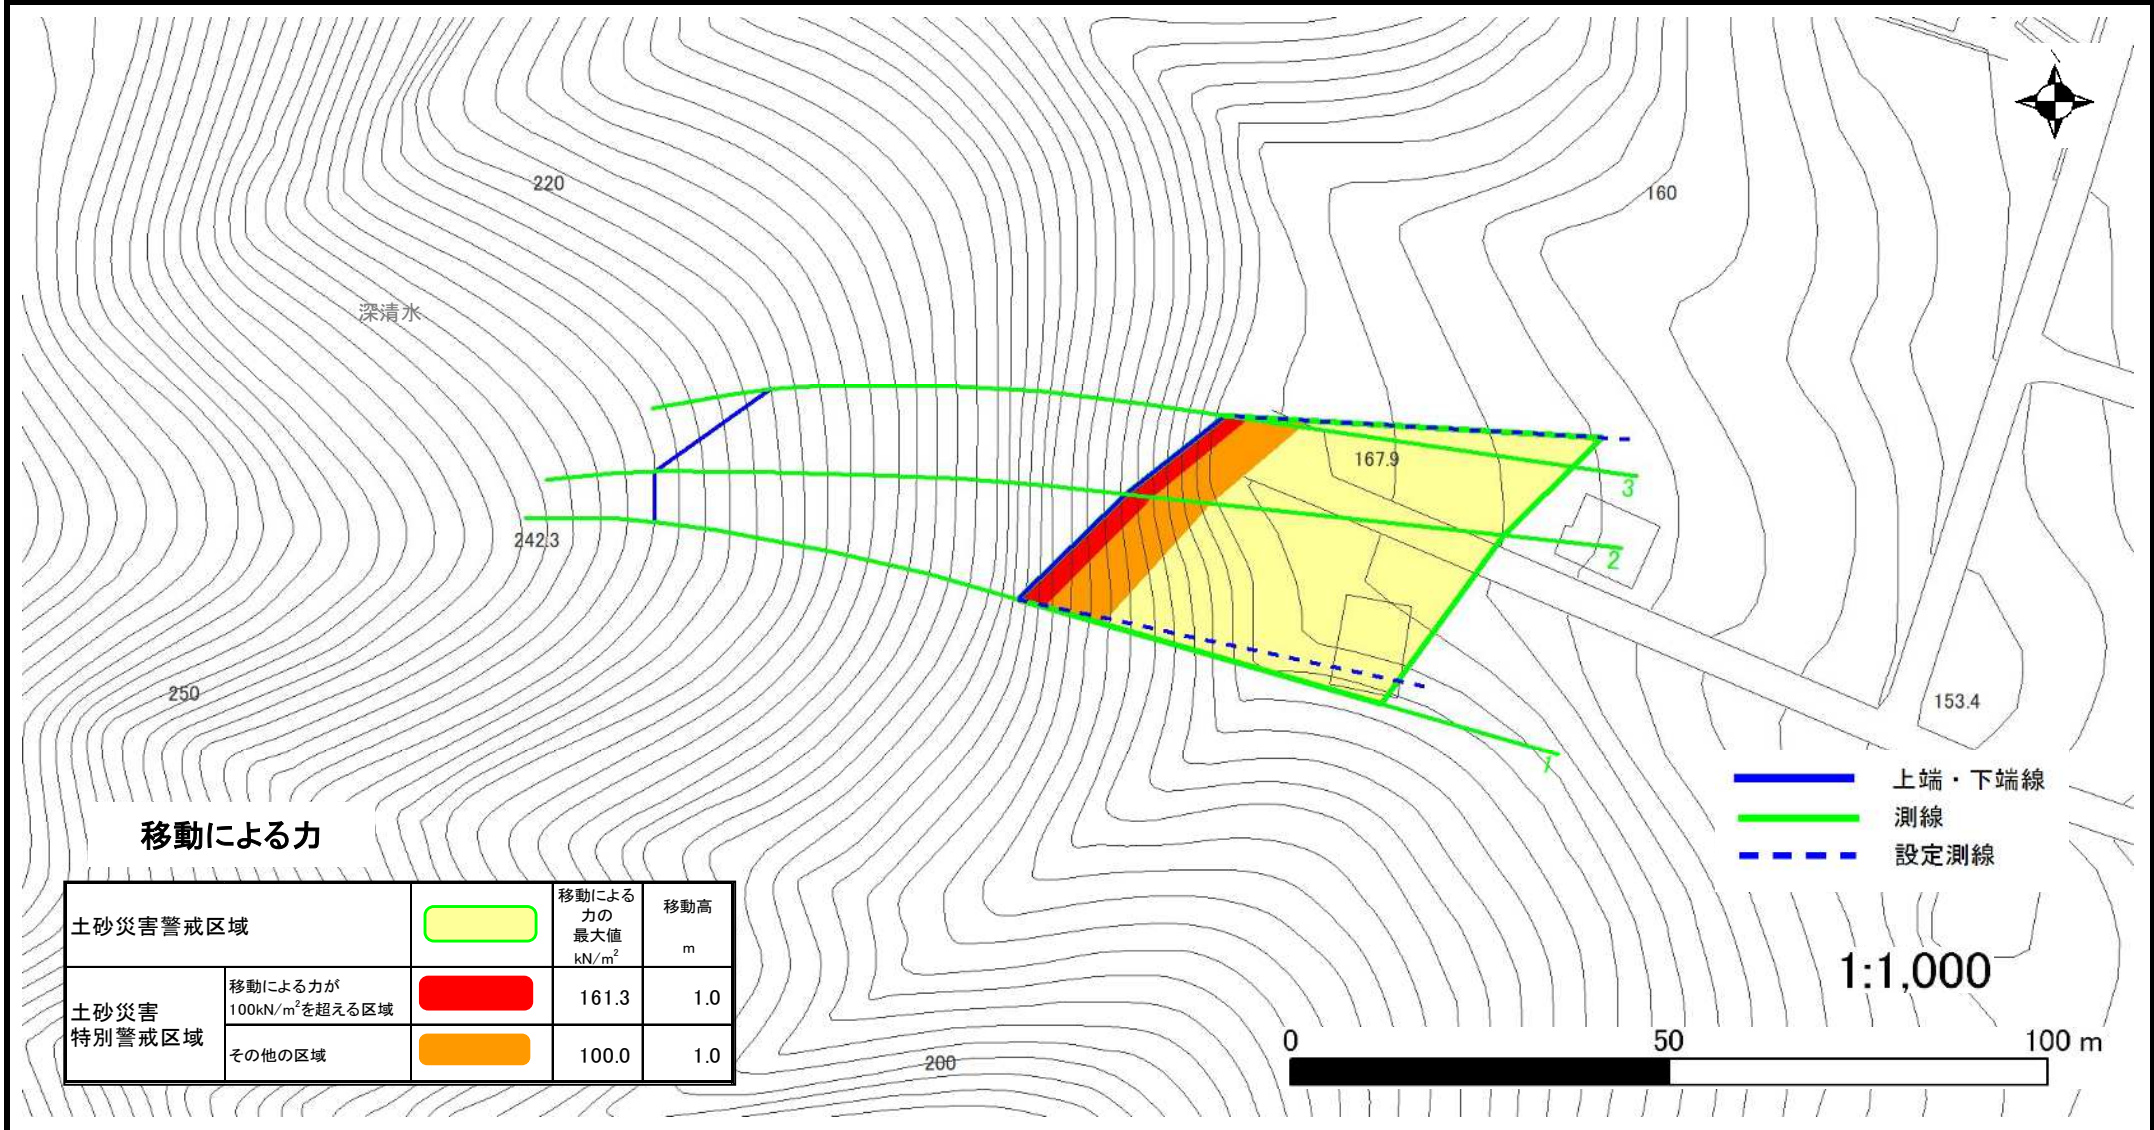 220
160
深清水
167.9
3
242.3
2
250
153.4
1
上端・下端線
測線
設定測線
移動による力
土砂災害警戒区域
移動による
力の
最大値
kN/m²
移動高
m
土砂災害
特別警戒区域
移動による力が
100kN/m²を超える区域
161.3
1.0
その他の区域
100.0
1.0
200
1:1,000
0
50
100 m